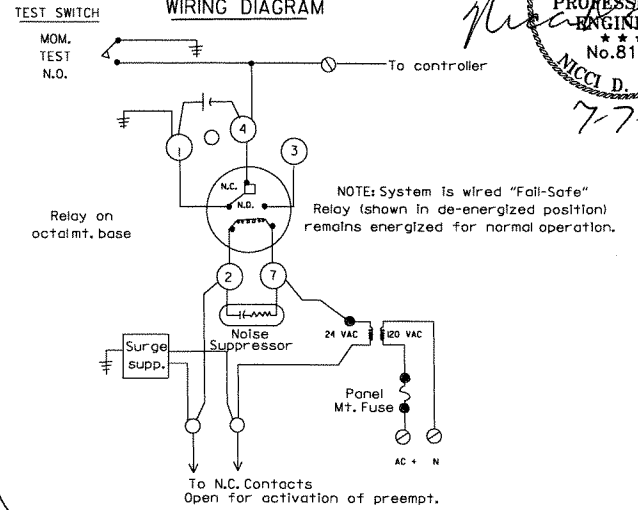 TEST SWITCH
WIRING DIAGRAM
MOM.
TEST
N.O.
To controller
PROFESS
ENGINE
No.81
NICCI D.
7-7-
1
4
3
N.C.
N.O.
Relay on
octal mt. base
NOTE: System is wired "Fail-Safe"
Relay (shown in de-energized position)
remains energized for normal operation.
2
7
Noise
Suppressor
24 VAC
120 VAC
Surge
supp.
Panel
Mt. Fuse
AC +
N
To N.C. Contacts
Open for activation of preempt.